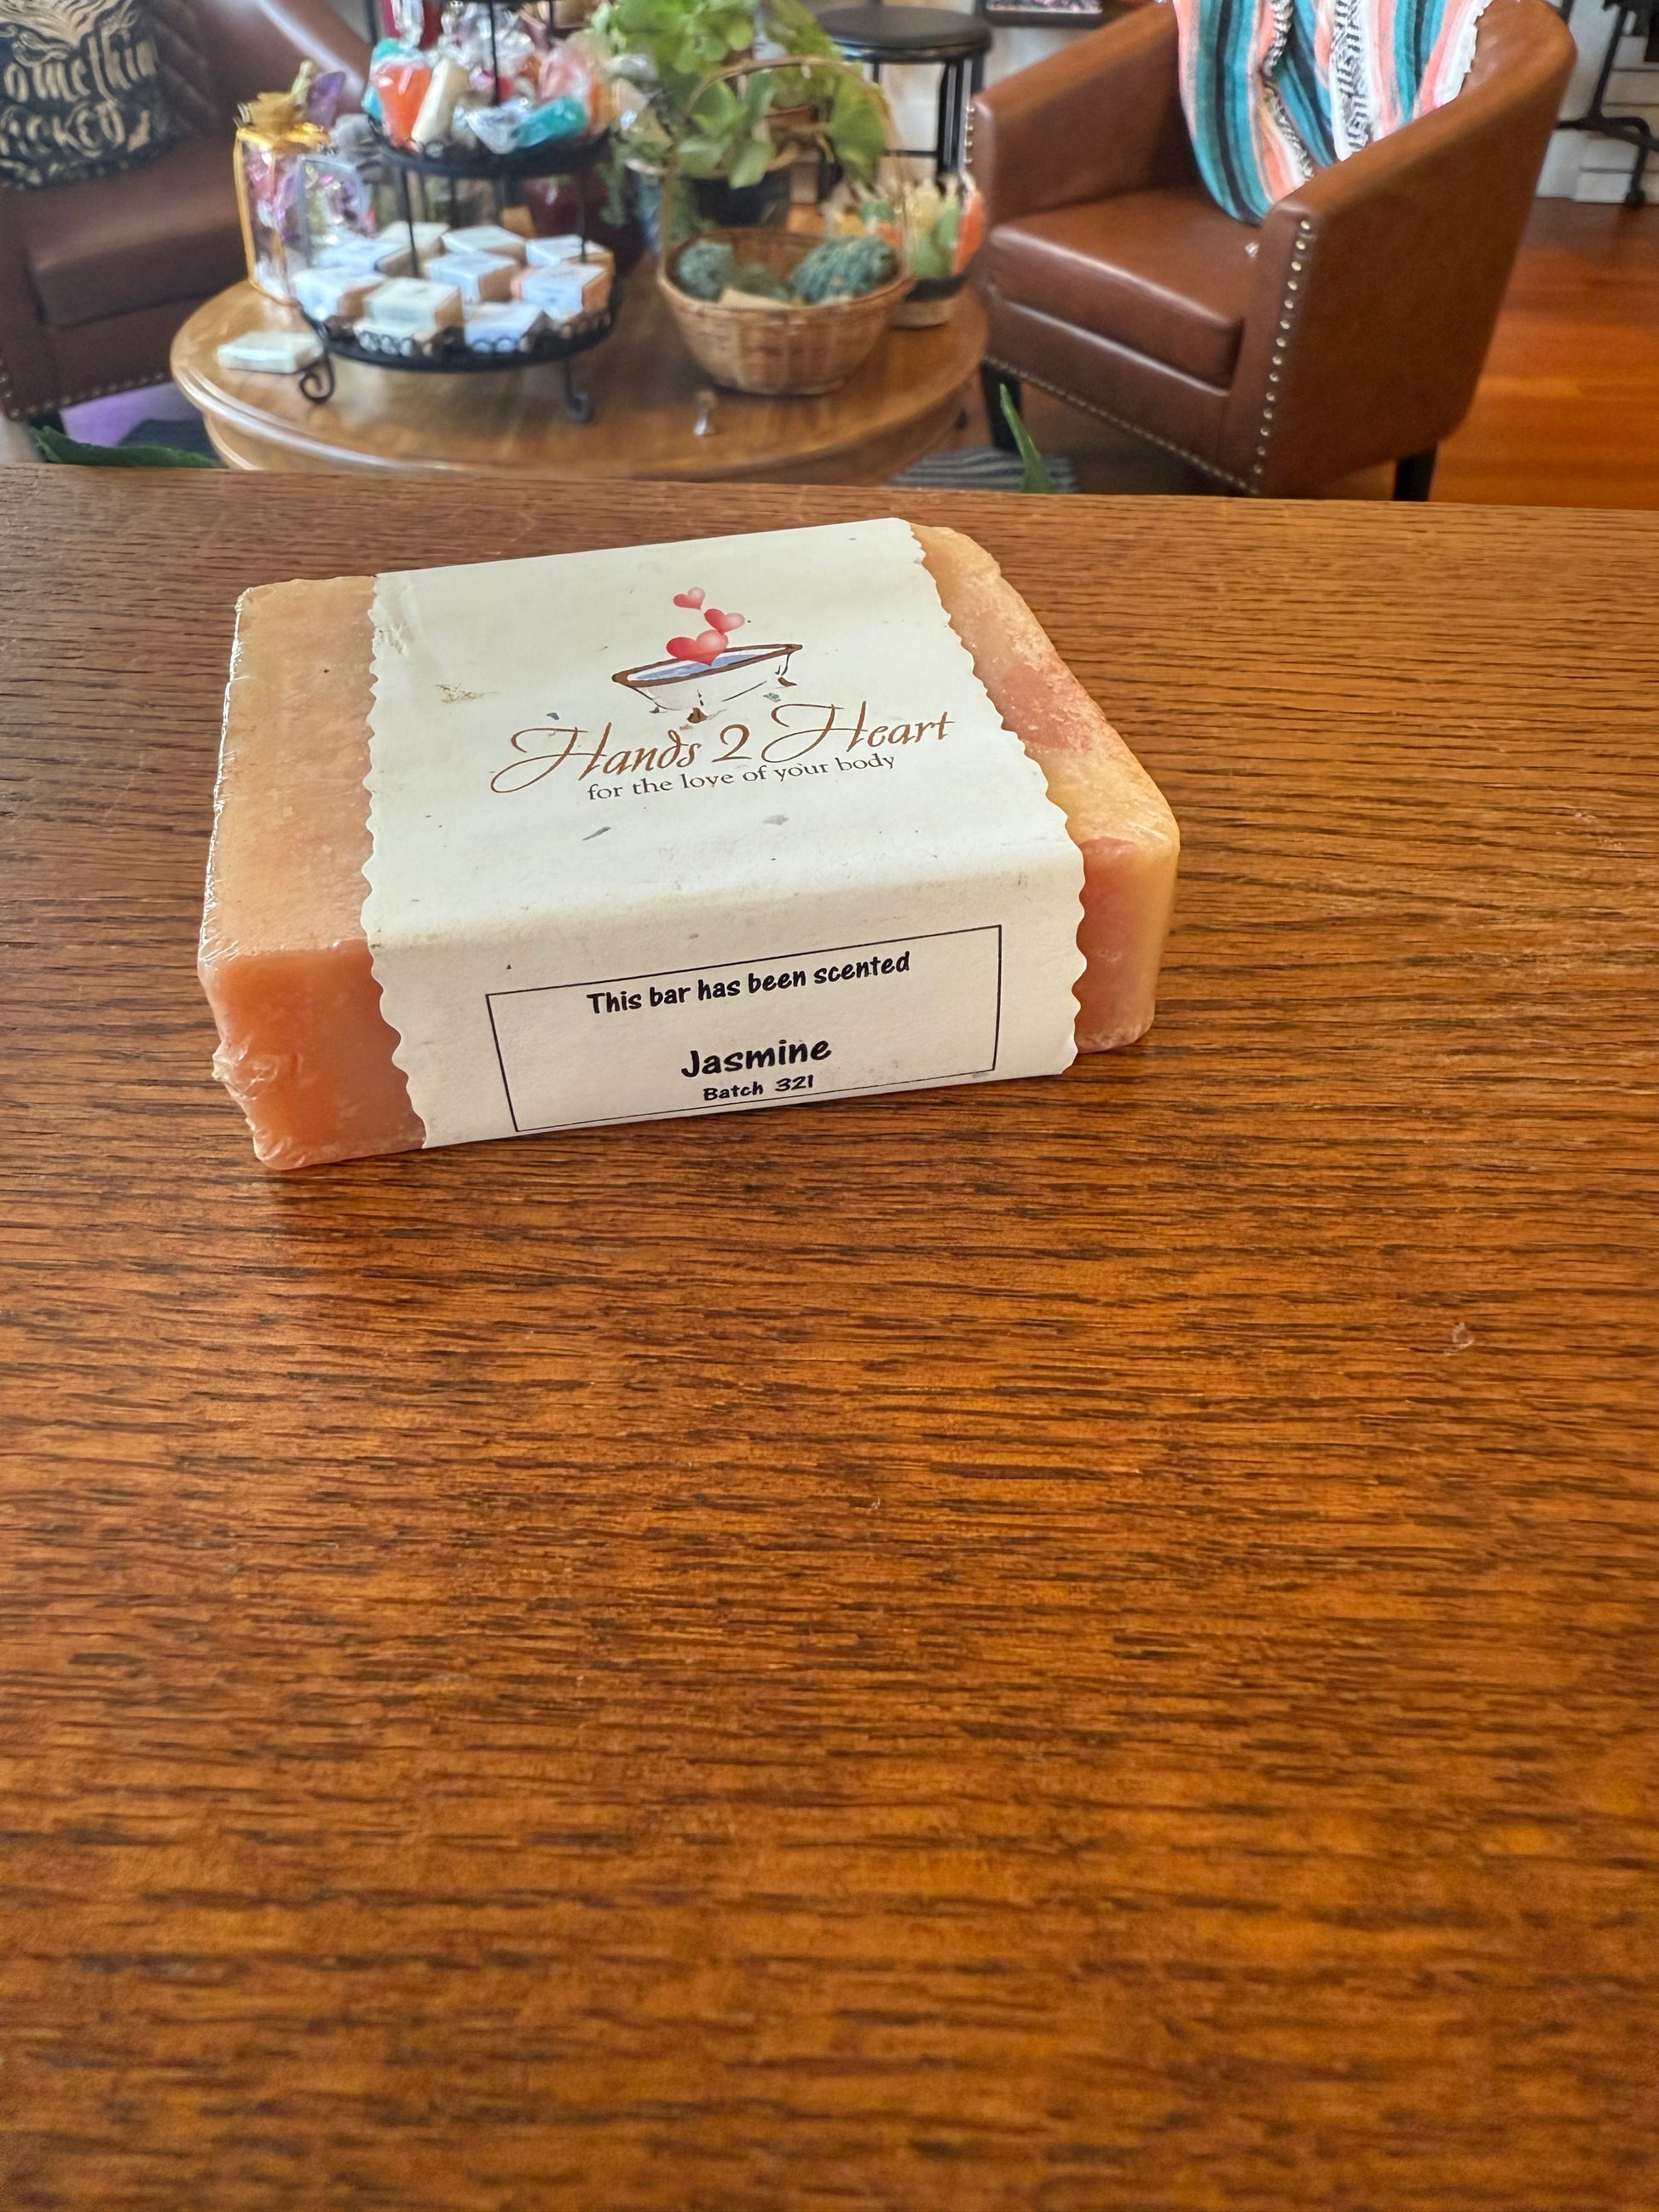 Hands 2 Heart
for the love of your body
This bar has been scented
Jasmine
Batch 321